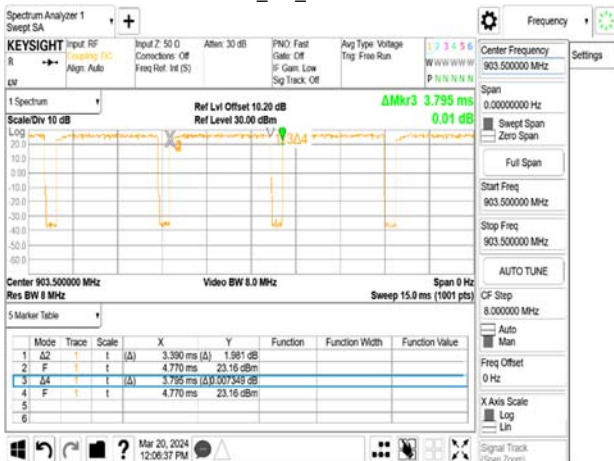 Spectrum Analyzer 1
Swept SA
Frequency
KEYSIGHT
Input: RF
Coupling: DC
Align: Auto
Input Z: 50 Ω
Corrections: Off
Freq Ref: Int (S)
Atten: 30 dB
PNO: Fast
Gate: Off
IF Gain: Low
Sig Track: Off
Avg Type: Voltage
Trig: Free Run
1 2 3 4 5 6
W W W W W W
P N N N N N
Center Frequency
903.500000 MHz
Settings
Span
0.00000000 Hz
Swept Span
Zero Span
Full Span
Start Freq
903.500000 MHz
Stop Freq
903.500000 MHz
AUTO TUNE
CF Step
8.000000 MHz
Auto
Man
Freq Offset
0 Hz
X Axis Scale
Log
Lin
Signal Track
(Span Zoom)
1 Spectrum
Scale/Div 10 dB
Ref Lvl Offset 10.20 dB
Ref Level 30.00 dBm
ΔMkr3 3.795 ms
0.01 dB
Log
20.0
10.0
0.00
-10.0
-20.0
-30.0
-40.0
-50.0
-60.0
3Δ4
Center 903.500000 MHz
Res BW 8 MHz
Video BW 8.0 MHz
Span 0 Hz
Sweep 15.0 ms (1001 pts)
5 Marker Table
Mode Trace Scale X Y Function Function Width Function Value
1 Δ2 1 t (Δ) 3.390 ms (Δ) 1.981 dB
2 F 1 t 4.770 ms 23.16 dBm
3 Δ4 1 t (Δ) 3.795 ms (Δ) 0.007349 dB
4 F 1 t 4.770 ms 23.16 dBm
5
6
Mar 20, 2024
12:06:37 PM